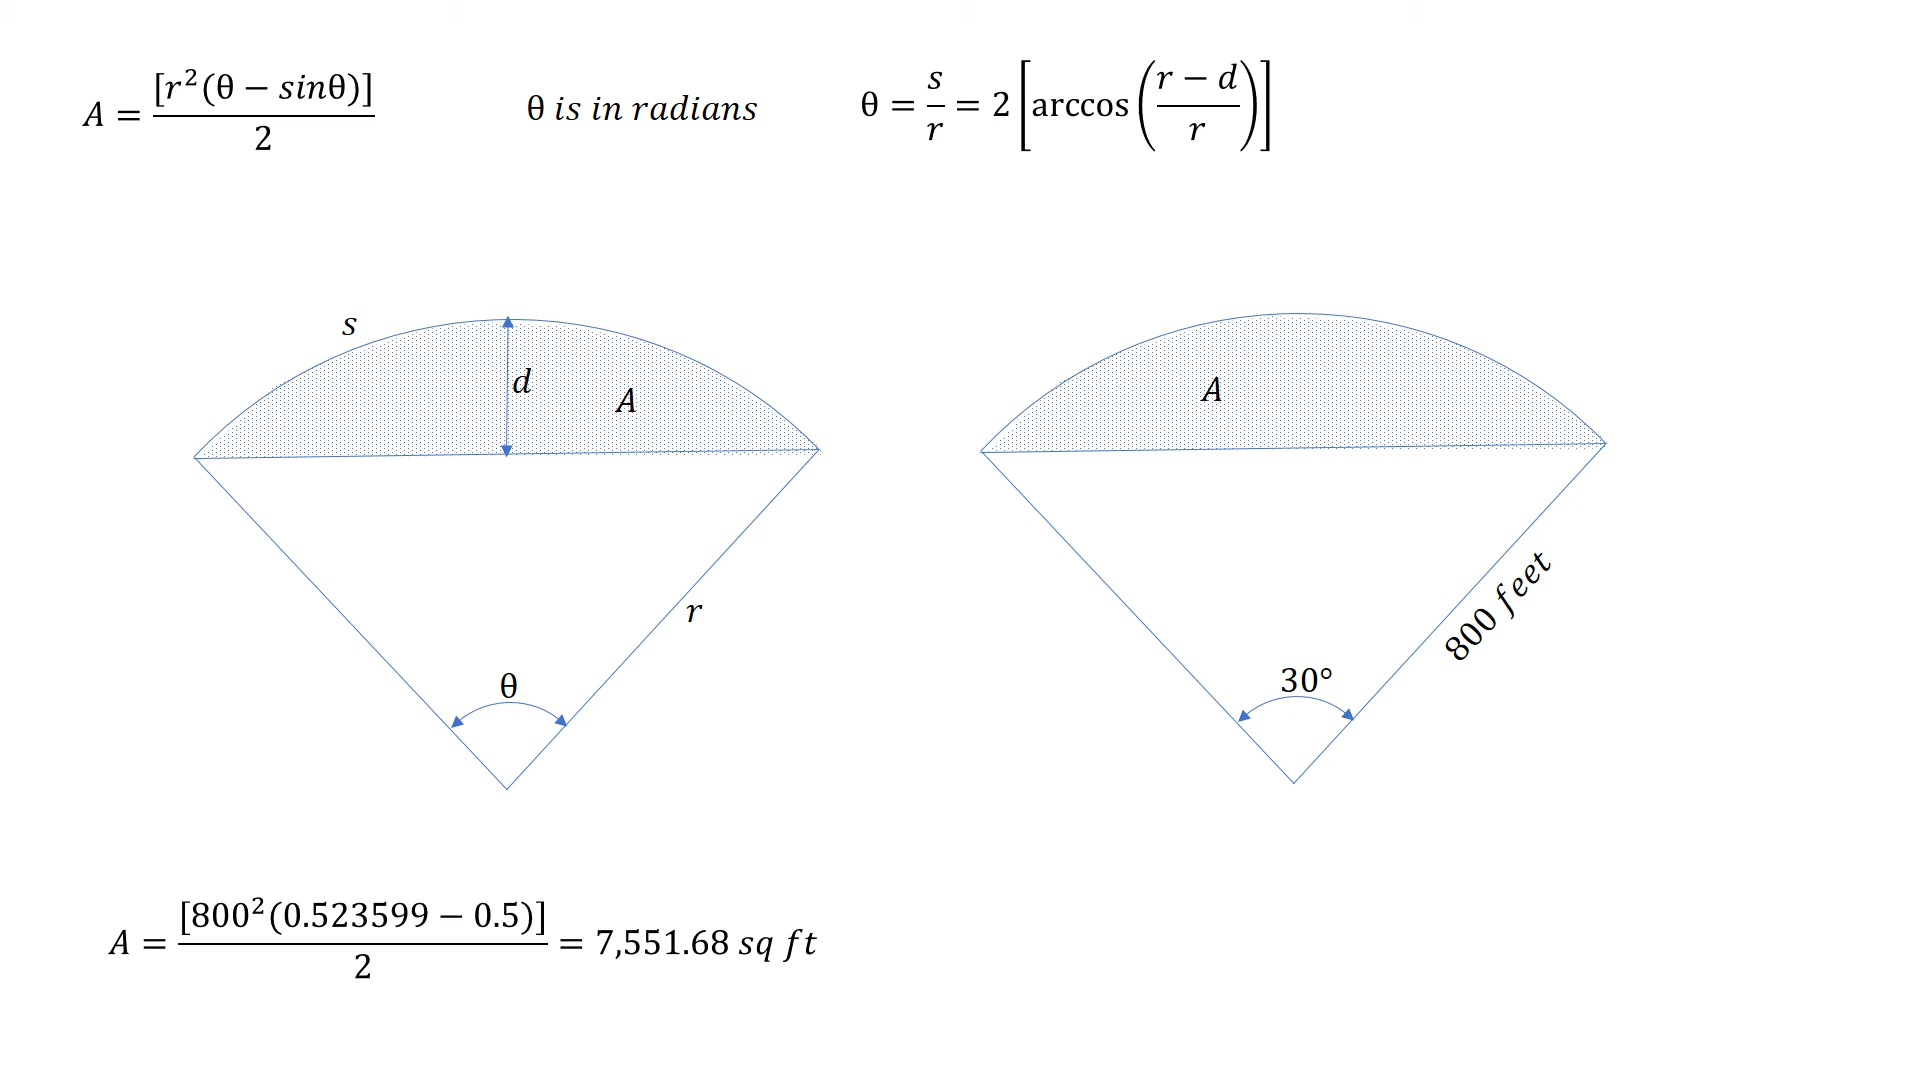 A = [r²(θ − sinθ)] / 2
θ is in radians
θ = s/r = 2[arccos((r − d)/r)]
s
d
A
r
θ
A
800 feet
30°
A = [800²(0.523599 − 0.5)] / 2 = 7,551.68 sq ft